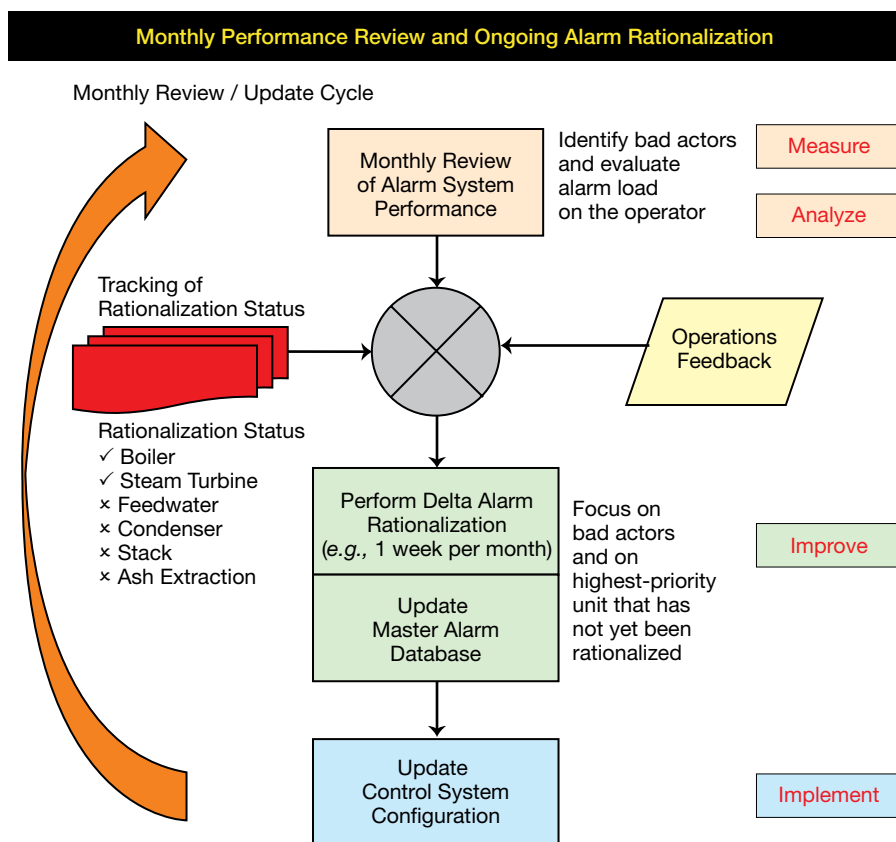 Monthly Performance Review and Ongoing Alarm Rationalization
Monthly Review / Update Cycle
Monthly Review
of Alarm System
Performance
Identify bad actors
and evaluate
alarm load
on the operator
Measure
Analyze
Tracking of
Rationalization Status
Operations
Feedback
Rationalization Status
✓ Boiler
✓ Steam Turbine
× Feedwater
× Condenser
× Stack
× Ash Extraction
Perform Delta Alarm
Rationalization
(e.g., 1 week per month)
Update
Master Alarm
Database
Focus on
bad actors
and on
highest-priority
unit that has
not yet been
rationalized
Improve
Update
Control System
Configuration
Implement